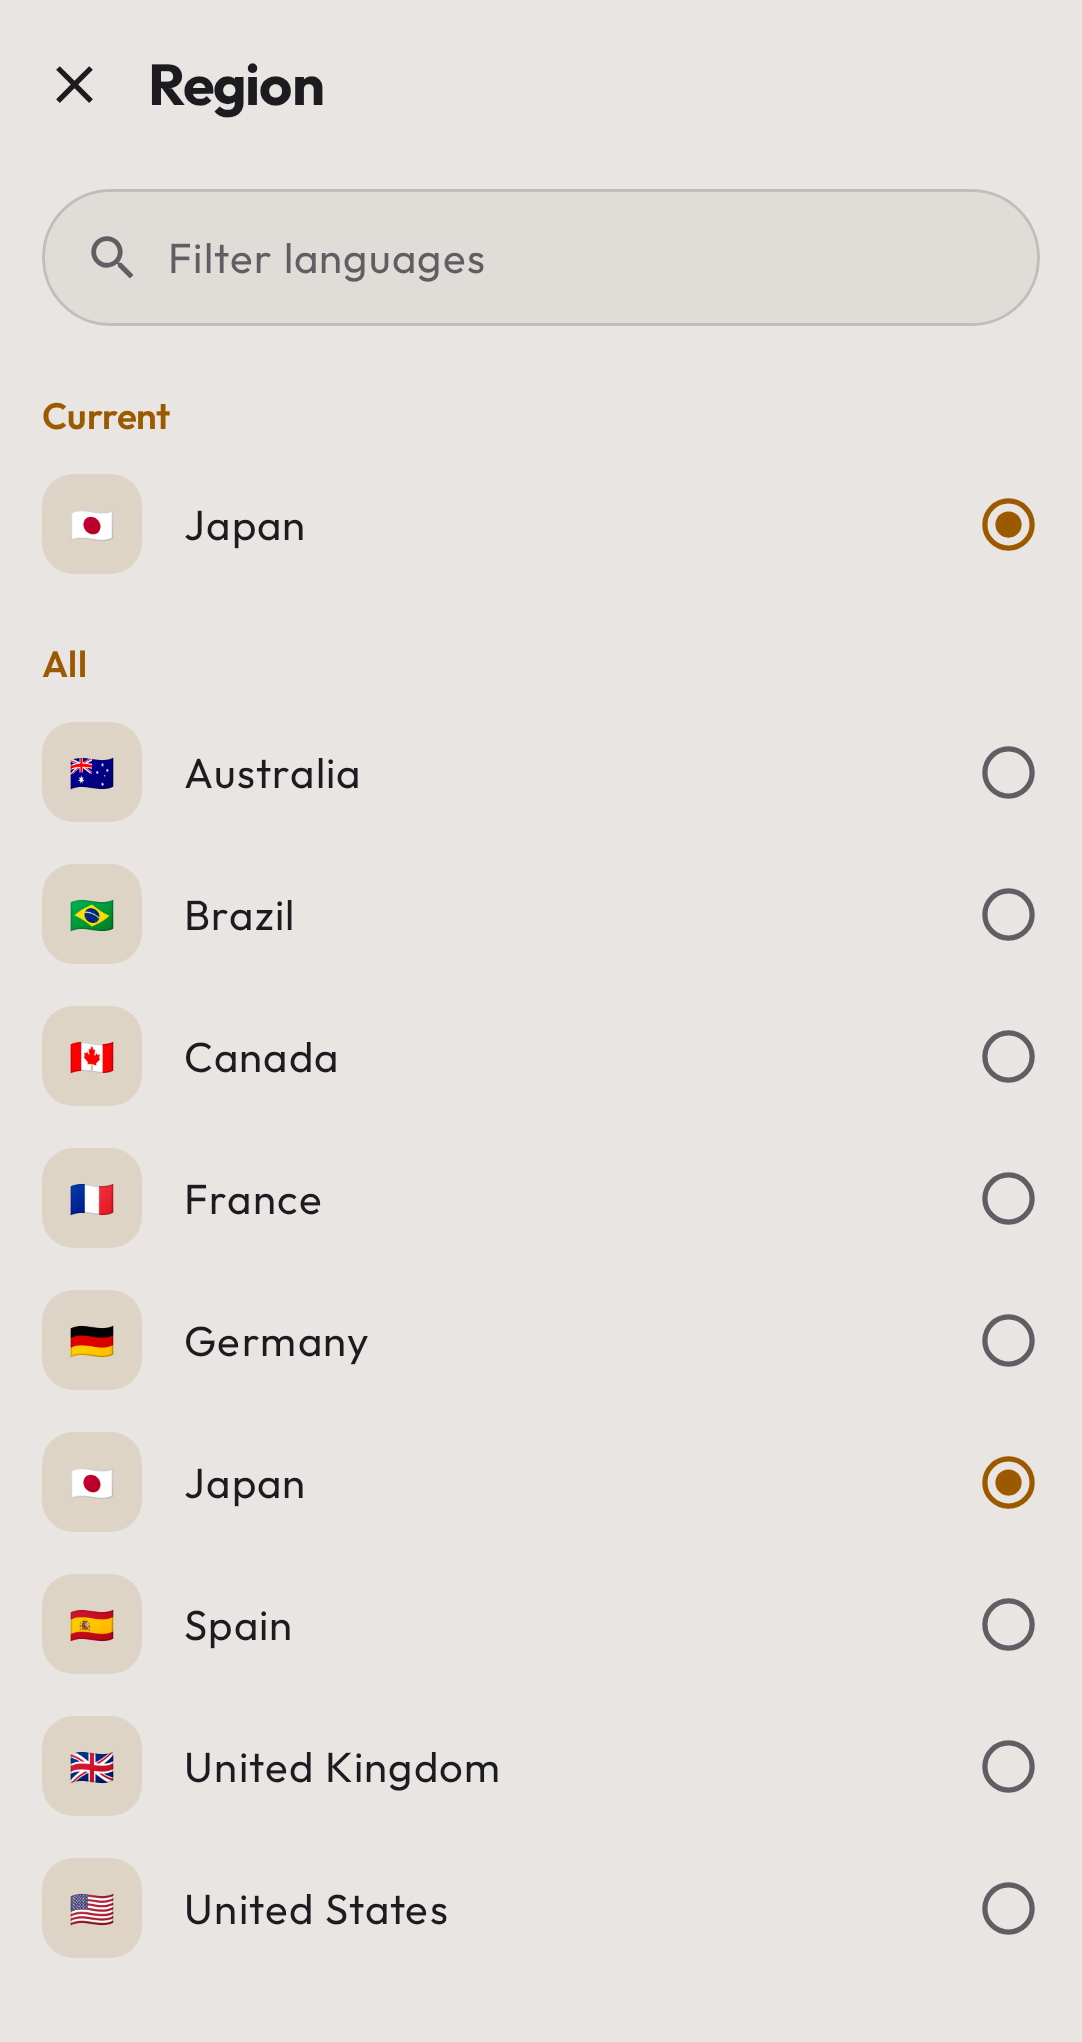 Region
Filter languages
Current
Japan
All
Australia
Brazil
Canada
France
Germany
Japan
Spain
United Kingdom
United States